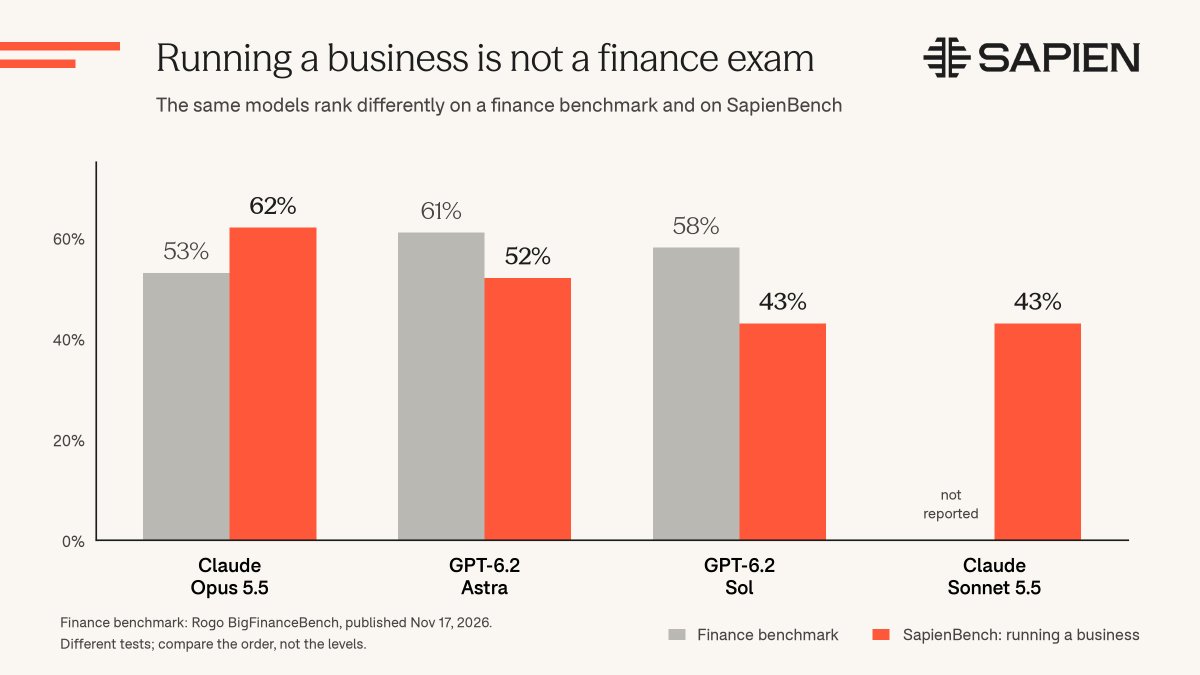 Running a business is not a finance exam
SAPIEN
The same models rank differently on a finance benchmark and on SapienBench
60%
40%
20%
0%
53%
62%
61%
52%
58%
43%
43%
not
reported
Claude
Opus 5.5
GPT-6.2
Astra
GPT-6.2
Sol
Claude
Sonnet 5.5
Finance benchmark: Rogo BigFinanceBench, published Nov 17, 2026.
Different tests; compare the order, not the levels.
Finance benchmark
SapienBench: running a business